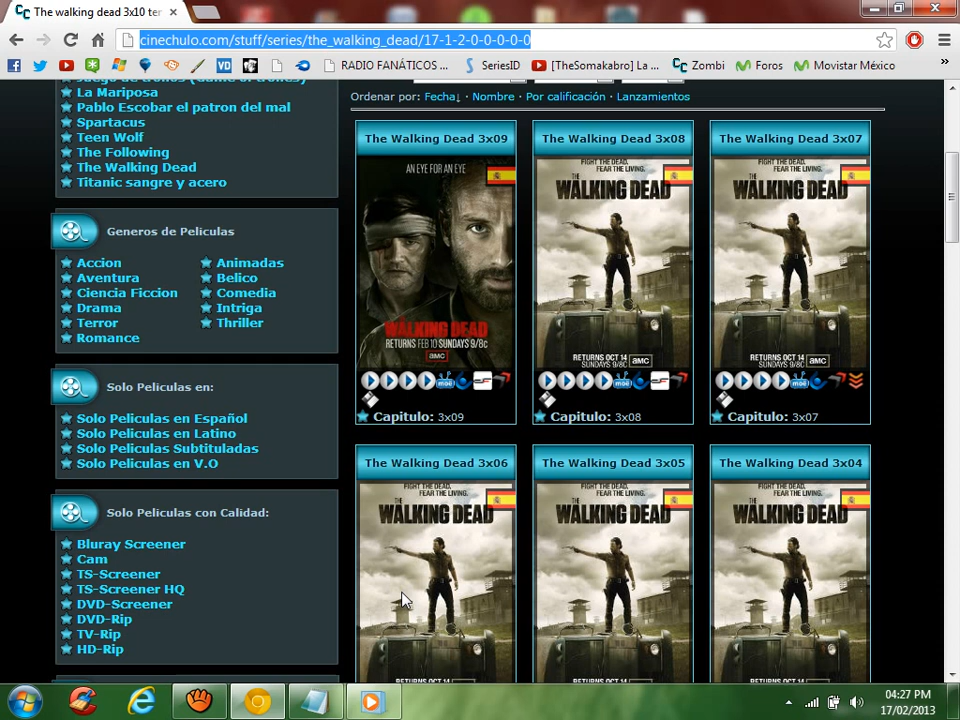 The walking dead 3x10 ter
cinechulo.com/stuff/series/the_walking_dead/17-1-2-0-0-0-0-0
VD
RADIO FANÁTICOS ...
SeriesID
[TheSomakabro] La ...
Zombi
Foros
Movistar México
»
La Mariposa
Pablo Escobar el patron del mal
Spartacus
Teen Wolf
The Following
The Walking Dead
Titanic sangre y acero
Generos de Peliculas
Accion
Animadas
Aventura
Belico
Ciencia Ficcion
Comedia
Drama
Intriga
Terror
Thriller
Romance
Solo Peliculas en:
Solo Peliculas en Español
Solo Peliculas en Latino
Solo Peliculas Subtituladas
Solo Peliculas en V.O
Solo Peliculas con Calidad:
Bluray Screener
Cam
TS-Screener
TS-Screener HQ
DVD-Screener
DVD-Rip
TV-Rip
HD-Rip
Ordenar por: Fecha↓ · Nombre · Por calificación · Lanzamientos
The Walking Dead 3x09
AN EYE FOR AN EYE
WALKING DEAD
RETURNS FEB 10 SUNDAYS 9/8c
aMC
Capitulo: 3x09
The Walking Dead 3x08
FIGHT THE DEAD.
FEAR THE LIVING.
THE
WALKING DEAD
RETURNS OCT 14
SUNDAYS 9/8c
aMC
Capitulo: 3x08
The Walking Dead 3x07
FIGHT THE DEAD.
FEAR THE LIVING.
THE
WALKING DEAD
RETURNS OCT 14
SUNDAYS 9/8c
aMC
Capitulo: 3x07
The Walking Dead 3x06
FIGHT THE DEAD.
FEAR THE LIVING.
THE
WALKING DEAD
RETURNS OCT 14
The Walking Dead 3x05
FIGHT THE DEAD.
FEAR THE LIVING.
THE
WALKING DEAD
RETURNS OCT 14
The Walking Dead 3x04
FIGHT THE DEAD.
FEAR THE LIVING.
THE
WALKING DEAD
RETURNS OCT 14
04:27 PM
17/02/2013